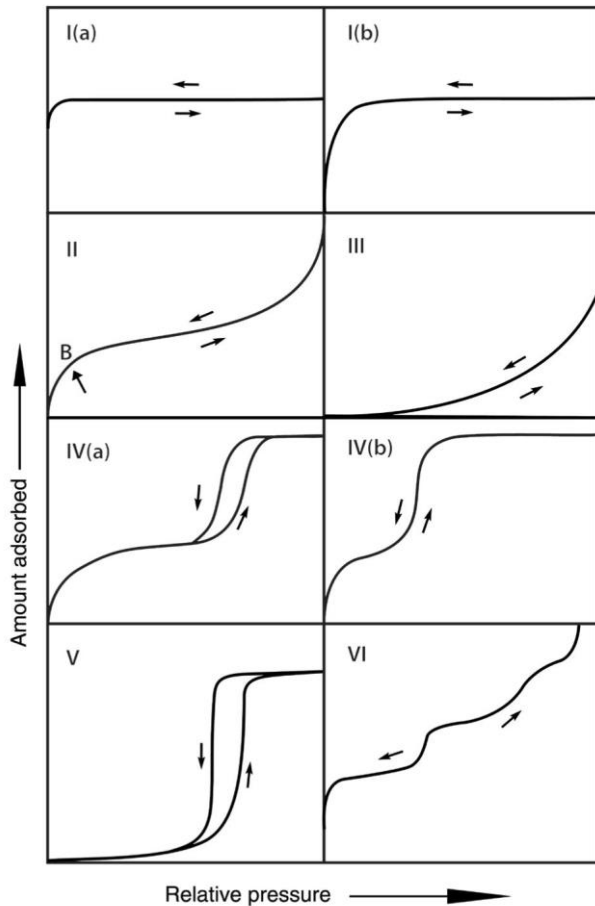 I(a)
I(b)
II
III
B
IV(a)
IV(b)
V
VI
Amount adsorbed
Relative pressure